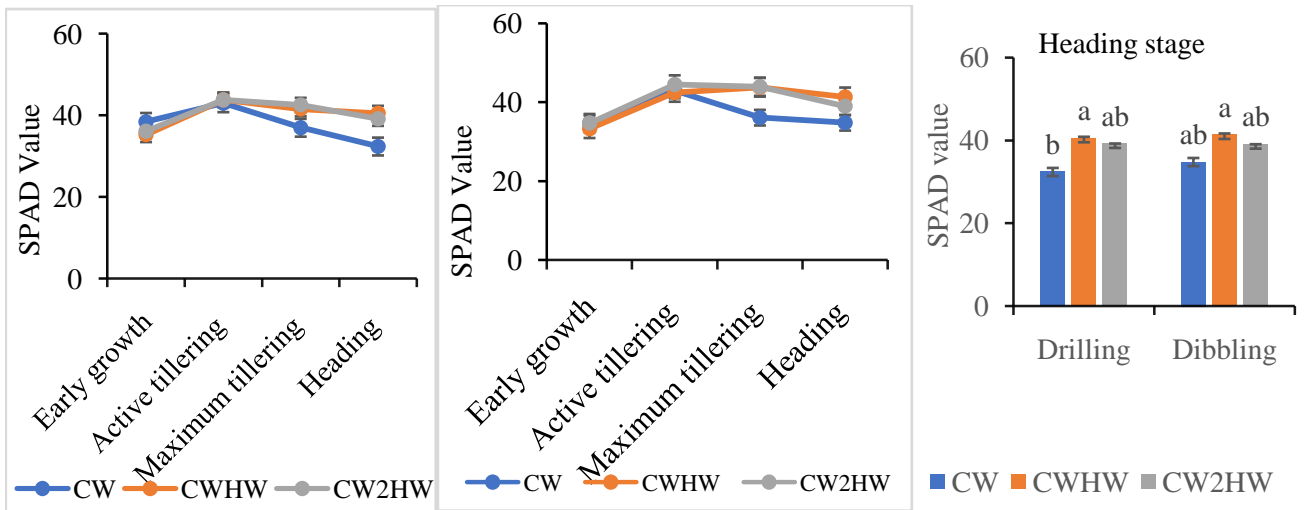 60
40
20
0
SPAD Value
Early growth
Active tillering
Maximum tillering
Heading
CW CWHW CW2HW
60
40
20
0
SPAD Value
Early growth
Active tillering
Maximum tillering
Heading
CW CWHW CW2HW
Heading stage
60
40
20
0
SPAD value
b a ab ab a ab
Drilling Dibbling
CW CWHW CW2HW